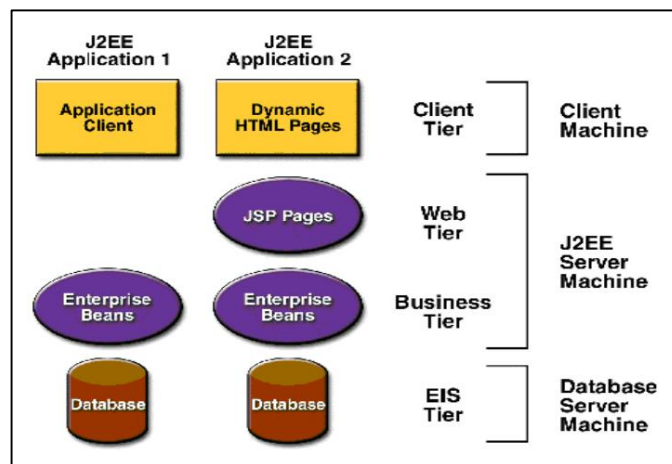 J2EE
Application 1
J2EE
Application 2
Application
Client
Dynamic
HTML Pages
Client
Tier
Client
Machine
JSP Pages
Web
Tier
J2EE
Server
Machine
Enterprise
Beans
Enterprise
Beans
Business
Tier
Database
Database
EIS
Tier
Database
Server
Machine